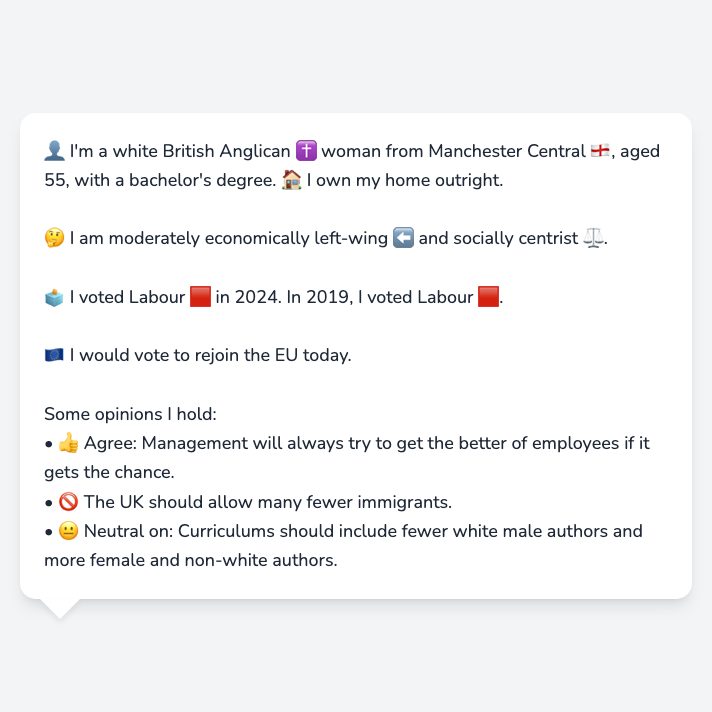 👤 I'm a white British Anglican ✝️ woman from Manchester Central 🏴󠁧󠁢󠁥󠁮󠁧󠁿, aged
55, with a bachelor's degree. 🏠 I own my home outright.
🤔 I am moderately economically left-wing ⬅️ and socially centrist ⚖️.
🗳️ I voted Labour 🟥 in 2024. In 2019, I voted Labour 🟥.
🇪🇺 I would vote to rejoin the EU today.
Some opinions I hold:
• 👍 Agree: Management will always try to get the better of employees if it
gets the chance.
• 🚫 The UK should allow many fewer immigrants.
• 😐 Neutral on: Curriculums should include fewer white male authors and
more female and non-white authors.